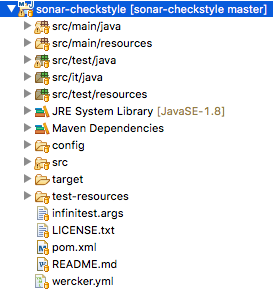 sonar-checkstyle [sonar-checkstyle master]
src/main/java
src/main/resources
src/test/java
src/it/java
src/test/resources
JRE System Library [JavaSE-1.8]
Maven Dependencies
config
src
target
test-resources
infinitest.args
LICENSE.txt
pom.xml
README.md
wercker.yml